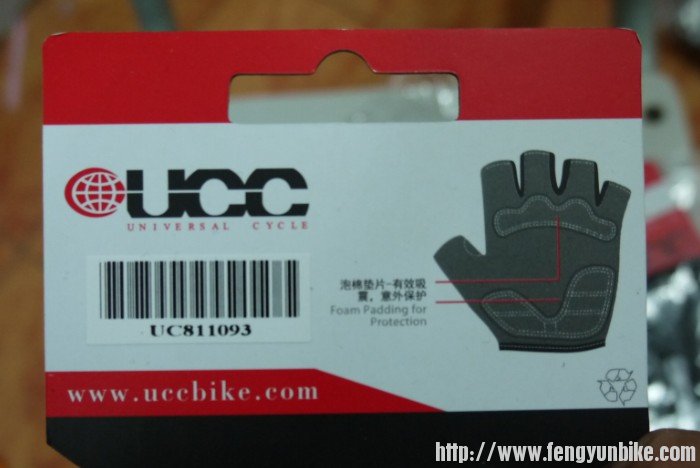 UCC
UNIVERSAL CYCLE
UC811093
泡棉垫片-有效吸
震，意外保护
Foam Padding for
Protection
www.uccbike.com
http://www.fengyunbike.com